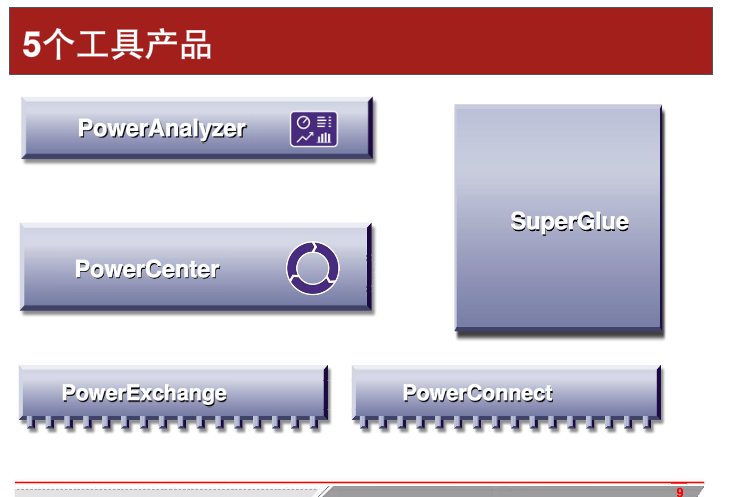 5个工具产品
PowerAnalyzer
SuperGlue
PowerCenter
PowerExchange
PowerConnect
9